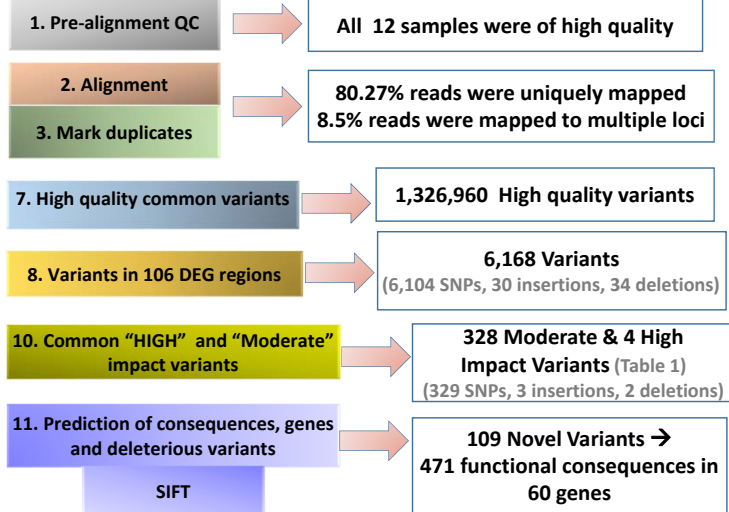 1. Pre-alignment QC
All 12 samples were of high quality
2. Alignment
3. Mark duplicates
80.27% reads were uniquely mapped
8.5% reads were mapped to multiple loci
7. High quality common variants
1,326,960 High quality variants
8. Variants in 106 DEG regions
6,168 Variants
(6,104 SNPs, 30 insertions, 34 deletions)
10. Common “HIGH” and “Moderate”
impact variants
328 Moderate & 4 High
Impact Variants (Table 1)
(329 SNPs, 3 insertions, 2 deletions)
11. Prediction of consequences, genes
and deleterious variants
SIFT
109 Novel Variants →
471 functional consequences in
60 genes